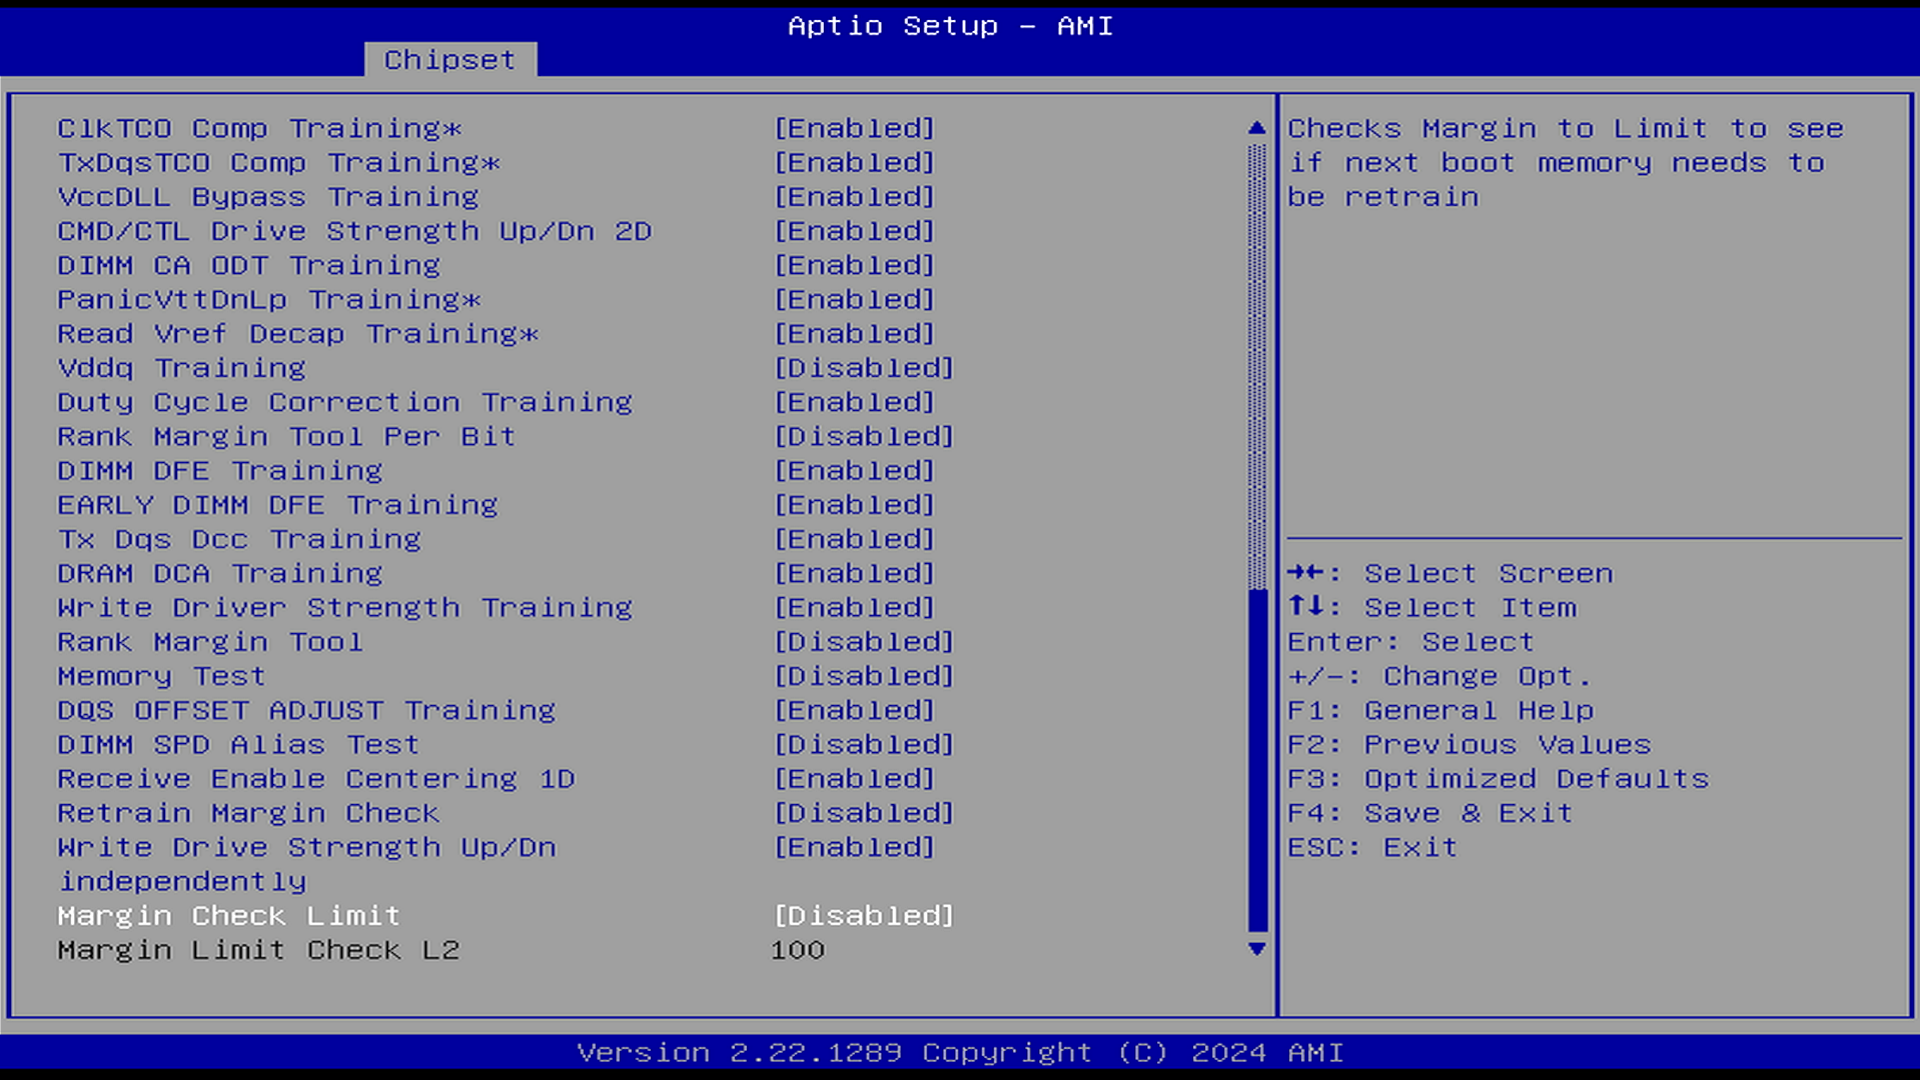 Aptio Setup - AMI
Chipset
ClkTCO Comp Training* [Enabled]
TxDqsTCO Comp Training* [Enabled]
VccDLL Bypass Training [Enabled]
CMD/CTL Drive Strength Up/Dn 2D [Enabled]
DIMM CA ODT Training [Enabled]
PanicVttDnLp Training* [Enabled]
Read Vref Decap Training* [Enabled]
Vddq Training [Disabled]
Duty Cycle Correction Training [Enabled]
Rank Margin Tool Per Bit [Disabled]
DIMM DFE Training [Enabled]
EARLY DIMM DFE Training [Enabled]
Tx Dqs Dcc Training [Enabled]
DRAM DCA Training [Enabled]
Write Driver Strength Training [Enabled]
Rank Margin Tool [Disabled]
Memory Test [Disabled]
DQS OFFSET ADJUST Training [Enabled]
DIMM SPD Alias Test [Disabled]
Receive Enable Centering 1D [Enabled]
Retrain Margin Check [Disabled]
Write Drive Strength Up/Dn [Enabled]
independently
Margin Check Limit [Disabled]
Margin Limit Check L2 100
Checks Margin to Limit to see
if next boot memory needs to
be retrain
→←: Select Screen
↑↓: Select Item
Enter: Select
+/-: Change Opt.
F1: General Help
F2: Previous Values
F3: Optimized Defaults
F4: Save & Exit
ESC: Exit
Version 2.22.1289 Copyright (C) 2024 AMI